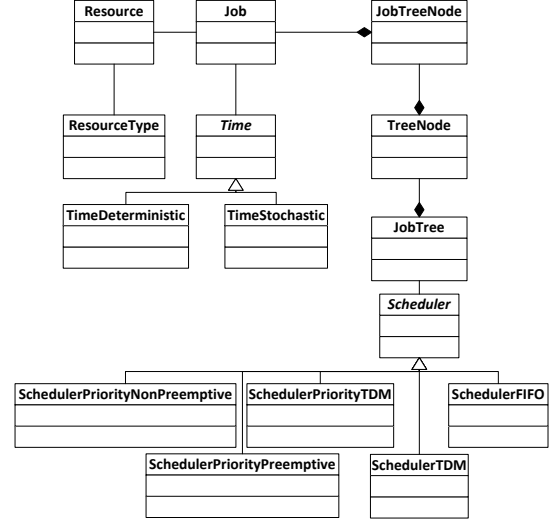 Resource
Job
JobTreeNode
ResourceType
Time
TreeNode
TimeDeterministic
TimeStochastic
JobTree
Scheduler
SchedulerPriorityNonPreemptive
SchedulerPriorityTDM
SchedulerFIFO
SchedulerPriorityPreemptive
SchedulerTDM